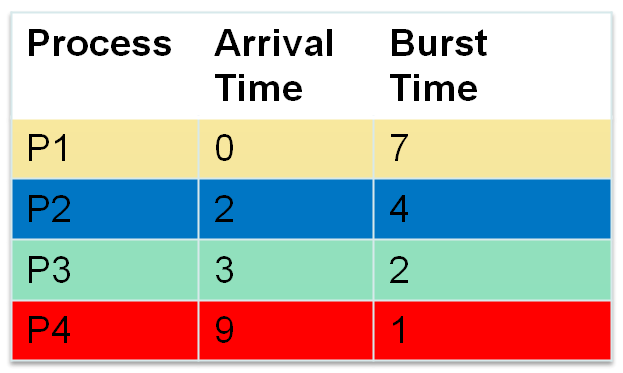 Process Arrival Time Burst Time
P1 0 7
P2 2 4
P3 3 2
P4 9 1